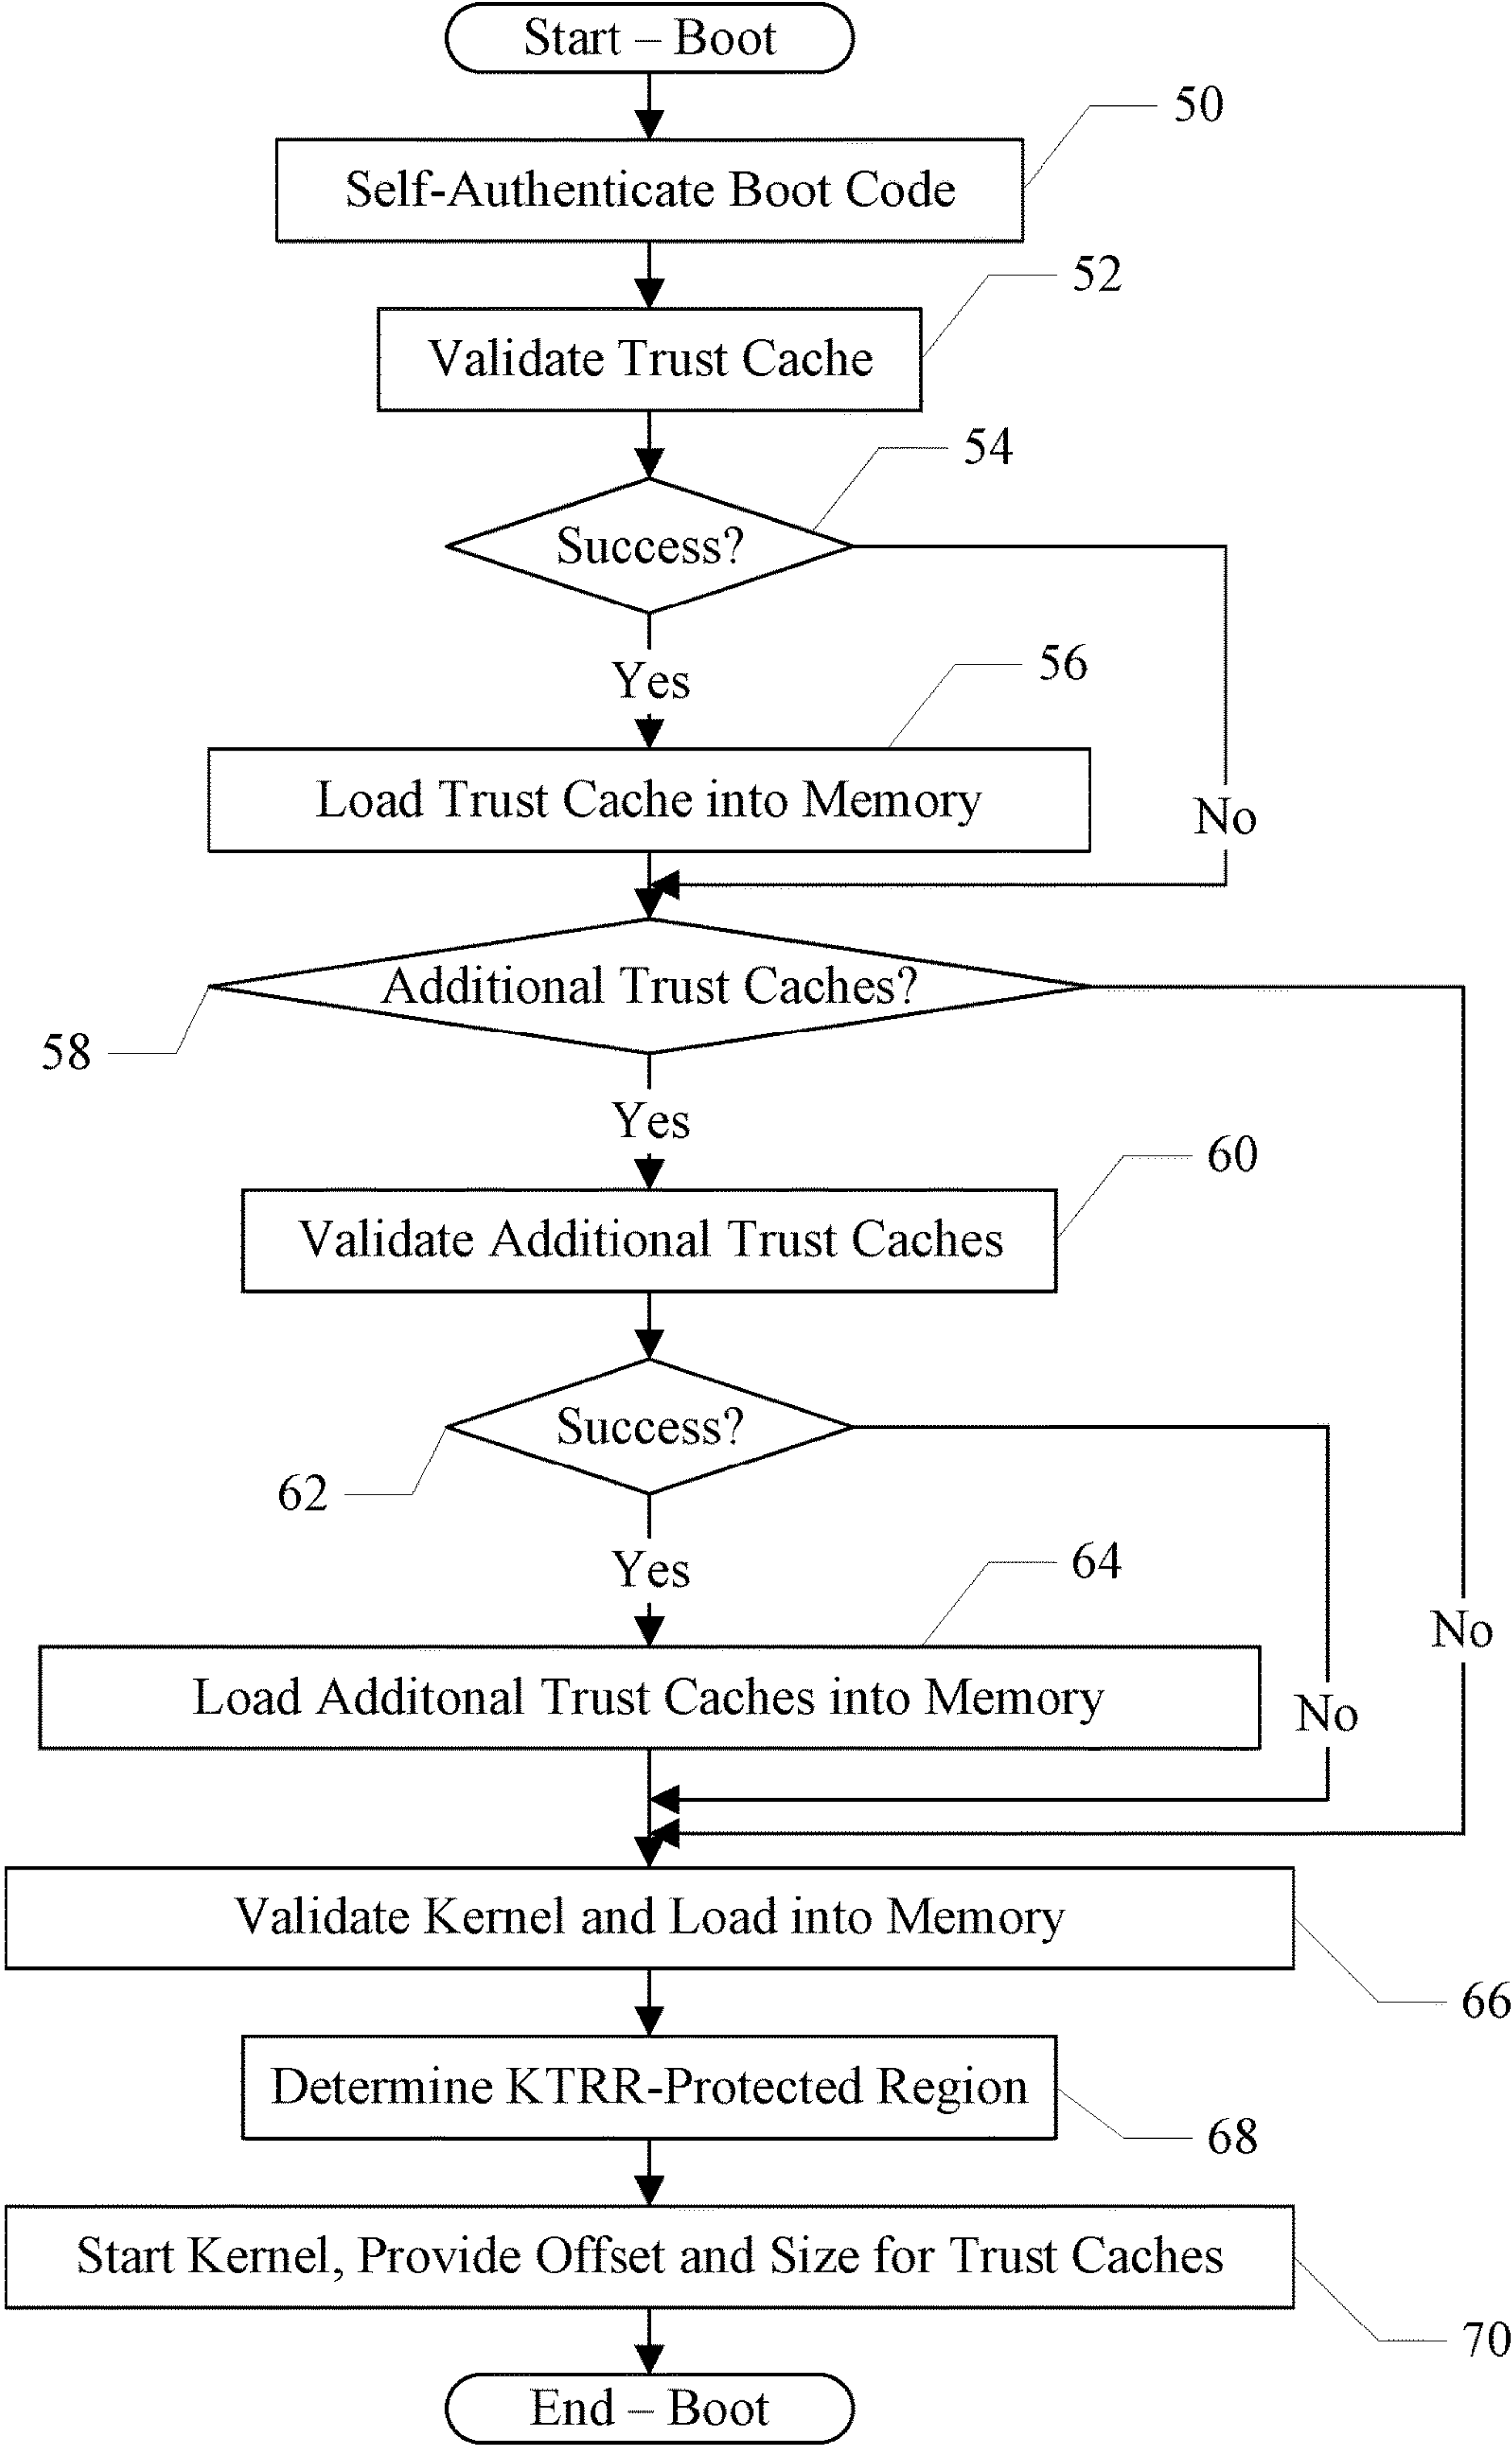 Start – Boot
50
Self-Authenticate Boot Code
52
Validate Trust Cache
54
Success?
Yes
56
Load Trust Cache into Memory
No
Additional Trust Caches?
58
Yes
60
Validate Additional Trust Caches
Success?
62
Yes
64
No
Load Additonal Trust Caches into Memory
No
Validate Kernel and Load into Memory
66
Determine KTRR-Protected Region
68
Start Kernel, Provide Offset and Size for Trust Caches
70
End – Boot